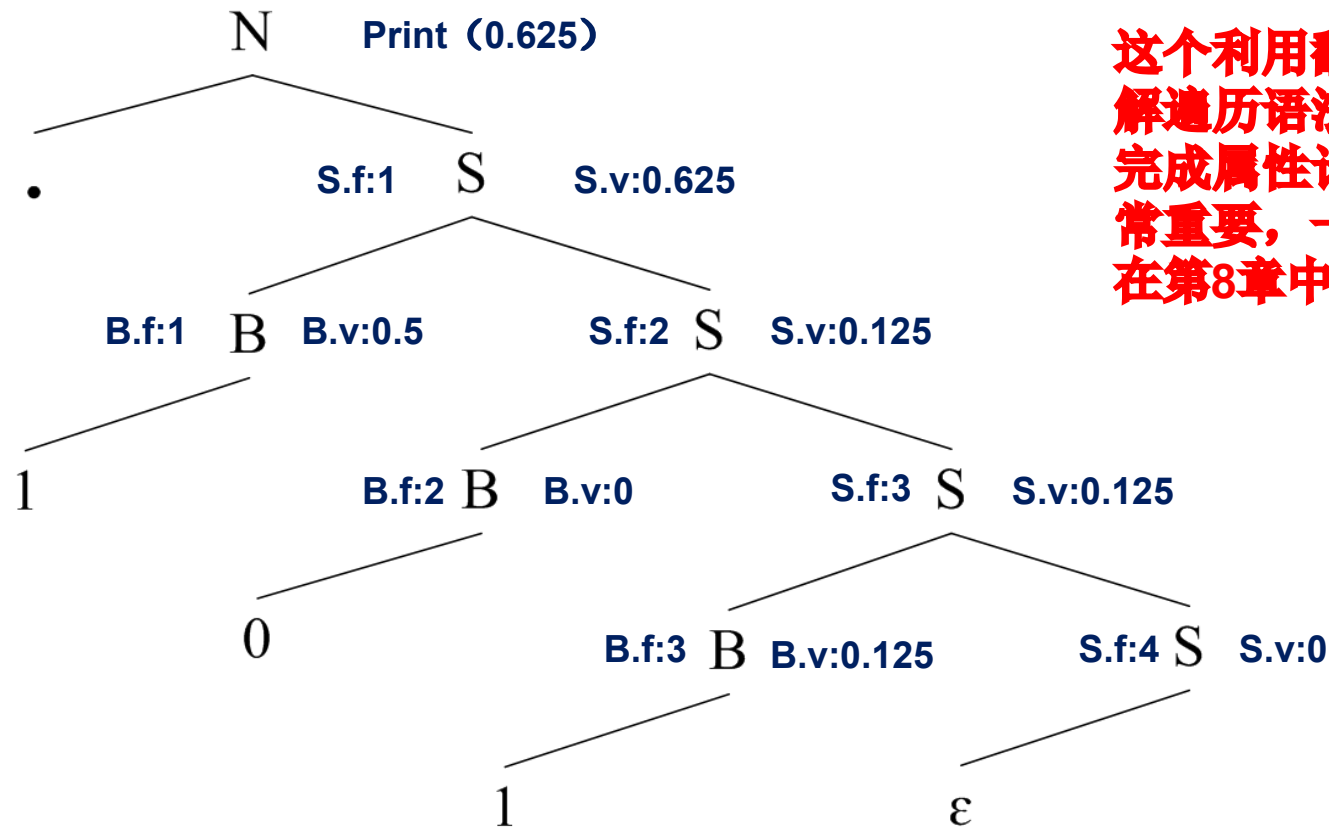 N Print（0.625）
这个利用
解遍历语
• S.f:1 S S.v:0.625
完成属性
常重要，一
在第8章中
B.f:1 B B.v:0.5 S.f:2 S S.v:0.125
1 B.f:2 B B.v:0 S.f:3 S S.v:0.125
0 B.f:3 B B.v:0.125 S.f:4 S S.v:0
1 ε